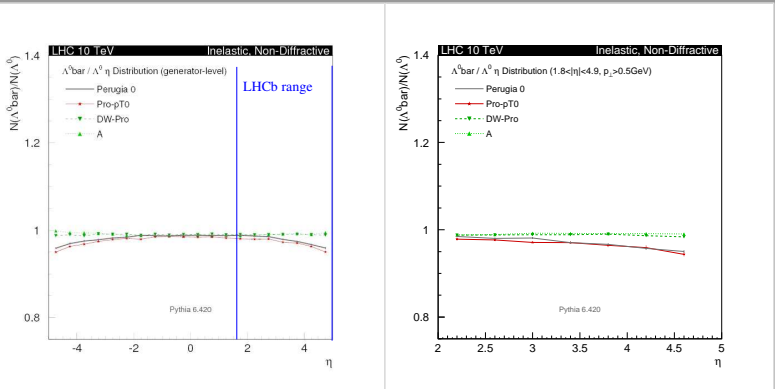 LHC 10 TeV Inelastic, Non-Diffractive
Λ⁰bar / Λ⁰ η Distribution (generator-level)
LHCb range
Perugia 0
Pro-pT0
DW-Pro
A
N(Λ⁰bar)/N(Λ⁰)
1.4
1.2
1
0.8
Pythia 6.420
-4 -2 0 2 4
η
LHC 10 TeV Inelastic, Non-Diffractive
Λ⁰bar / Λ⁰ η Distribution (1.8<|η|<4.9, p⊥>0.5GeV)
Perugia 0
Pro-pT0
DW-Pro
A
N(Λ⁰bar)/N(Λ⁰)
1.4
1.2
1
0.8
Pythia 6.420
2 2.5 3 3.5 4 4.5 5
η